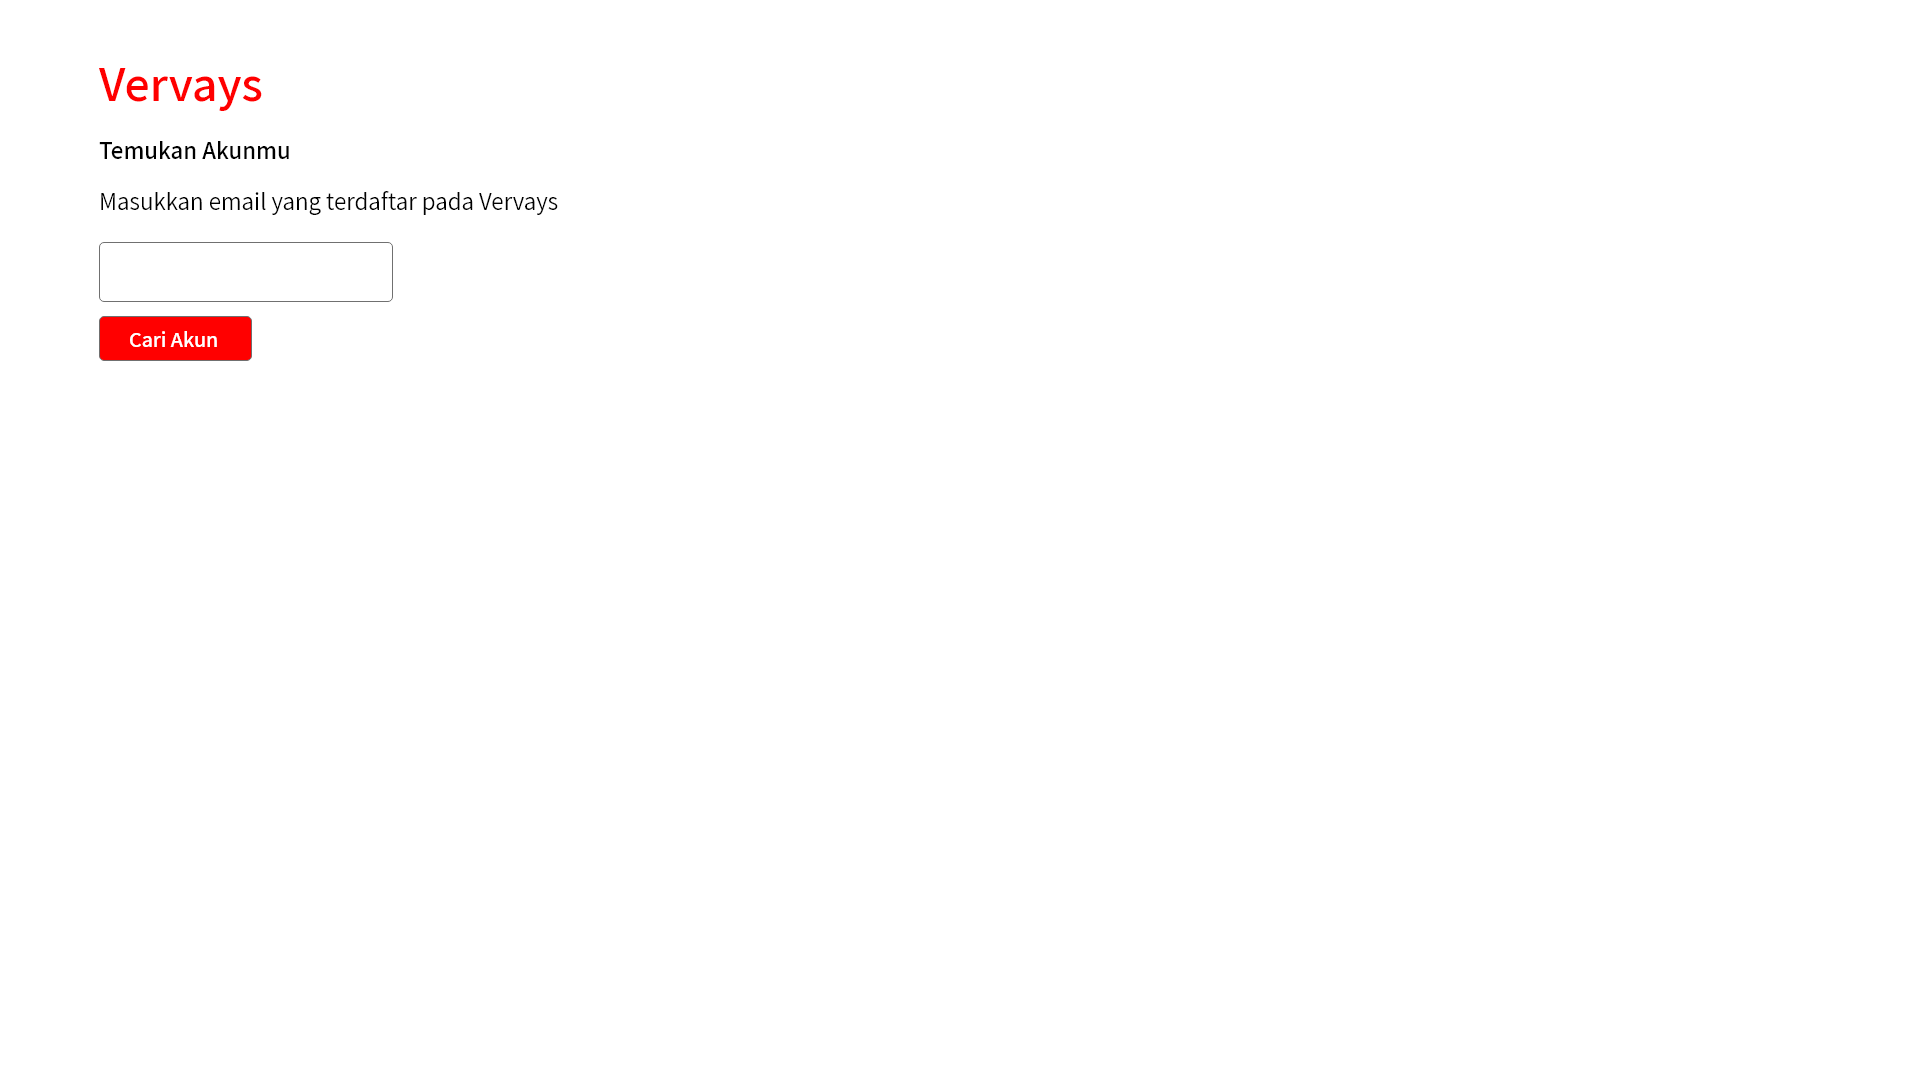 Vervays
Temukan Akunmu
Masukkan email yang terdaftar pada Vervays
Cari Akun